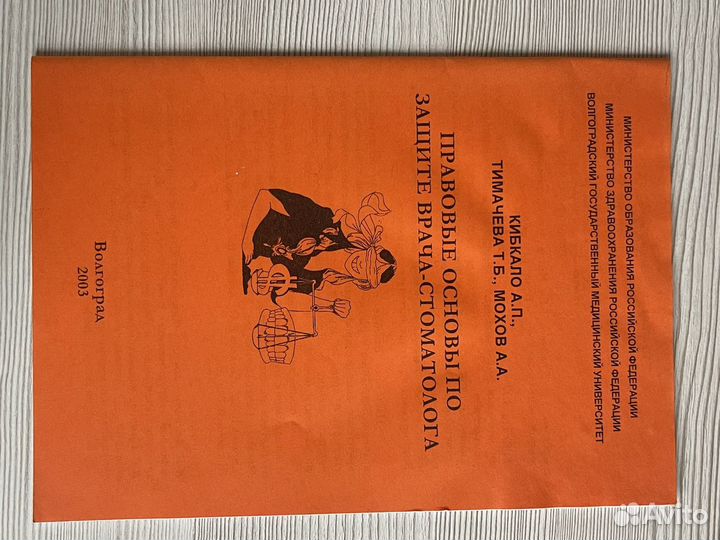 МИНИСТЕРСТВО ОБРАЗОВАНИЯ РОССИЙСКОЙ ФЕДЕРАЦИИ
МИНИСТЕРСТВО ЗДРАВООХРАНЕНИЯ РОССИЙСКОЙ ФЕДЕРАЦИИ
ВОЛГОГРАДСКИЙ ГОСУДАРСТВЕННЫЙ МЕДИЦИНСКИЙ УНИВЕРСИТЕТ
КИБКАЛО А.П.,
ТИМАЧЕВА Т.Б., МОХОВ А.А.
ПРАВОВЫЕ ОСНОВЫ ПО
ЗАЩИТЕ ВРАЧА-СТОМАТОЛОГА
Волгоград
2003
Avito